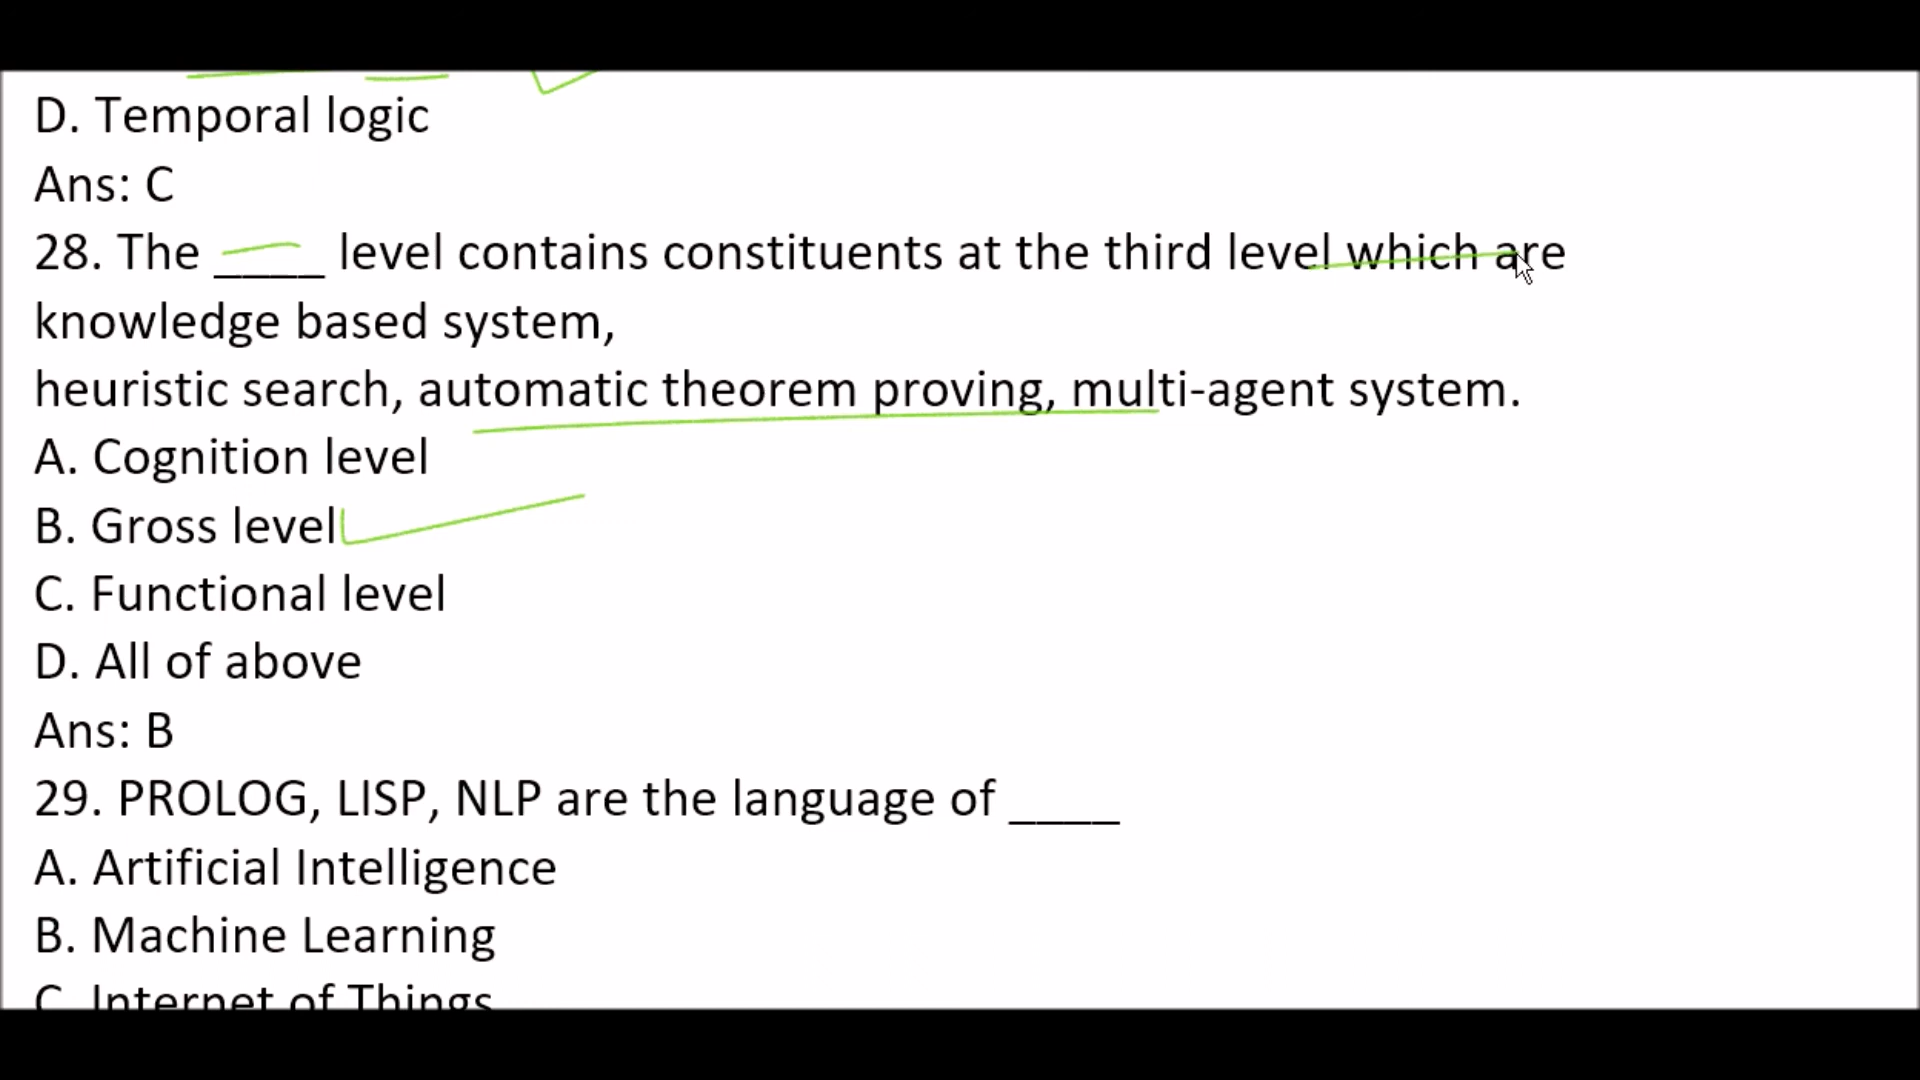 D. Temporal logic
Ans: C
28. The ____ level contains constituents at the third level which are
knowledge based system,
heuristic search, automatic theorem proving, multi-agent system.
A. Cognition level
B. Gross level
C. Functional level
D. All of above
Ans: B
29. PROLOG, LISP, NLP are the language of ____
A. Artificial Intelligence
B. Machine Learning
C. Internet of Things